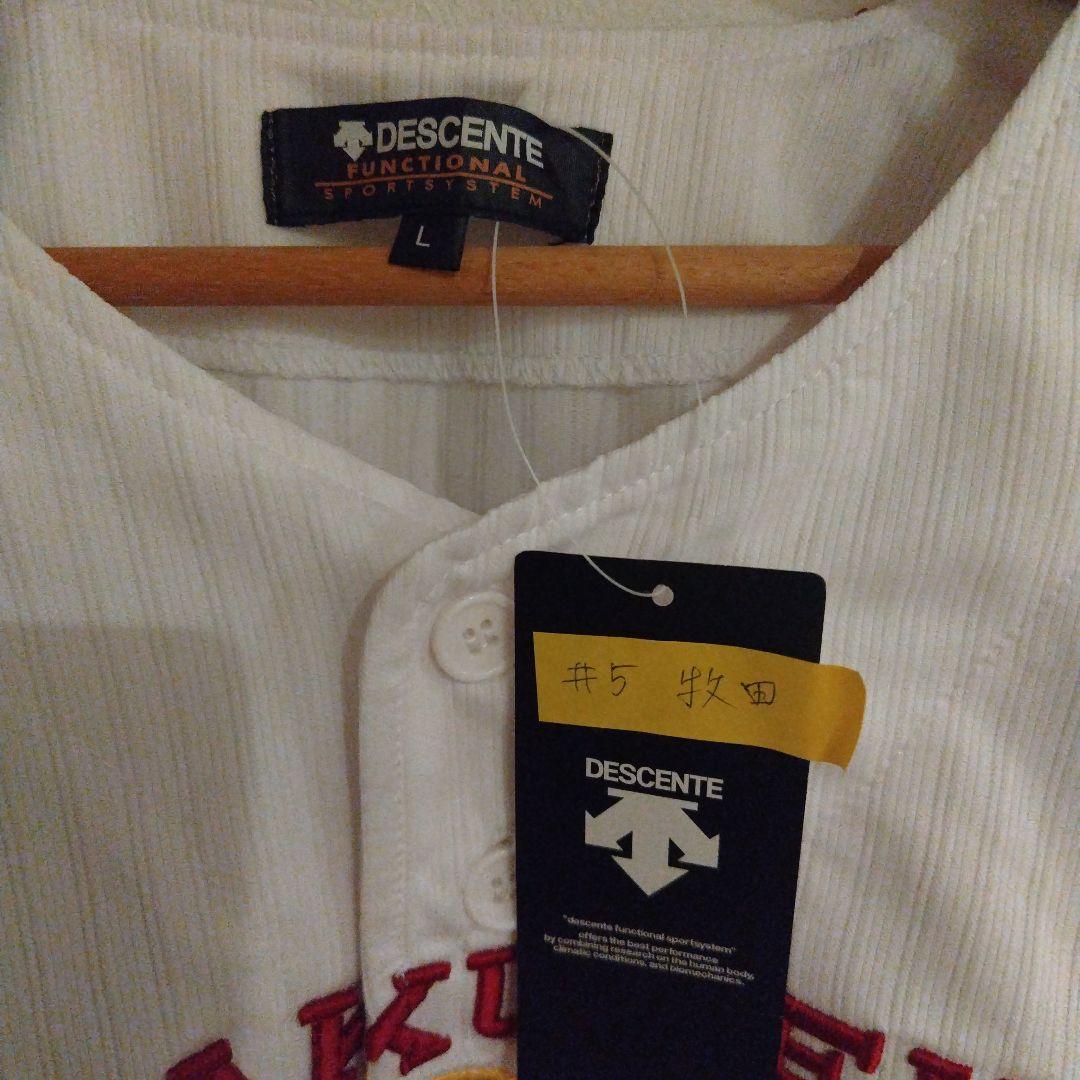 DESCENTE
FUNCTIONAL
SPORTSYSTEM
L
#5 牧田
DESCENTE
"descente functional sportsystem"
offers the best performance
by combining research on the human body,
climatic conditions, and biomechanics.
AKU